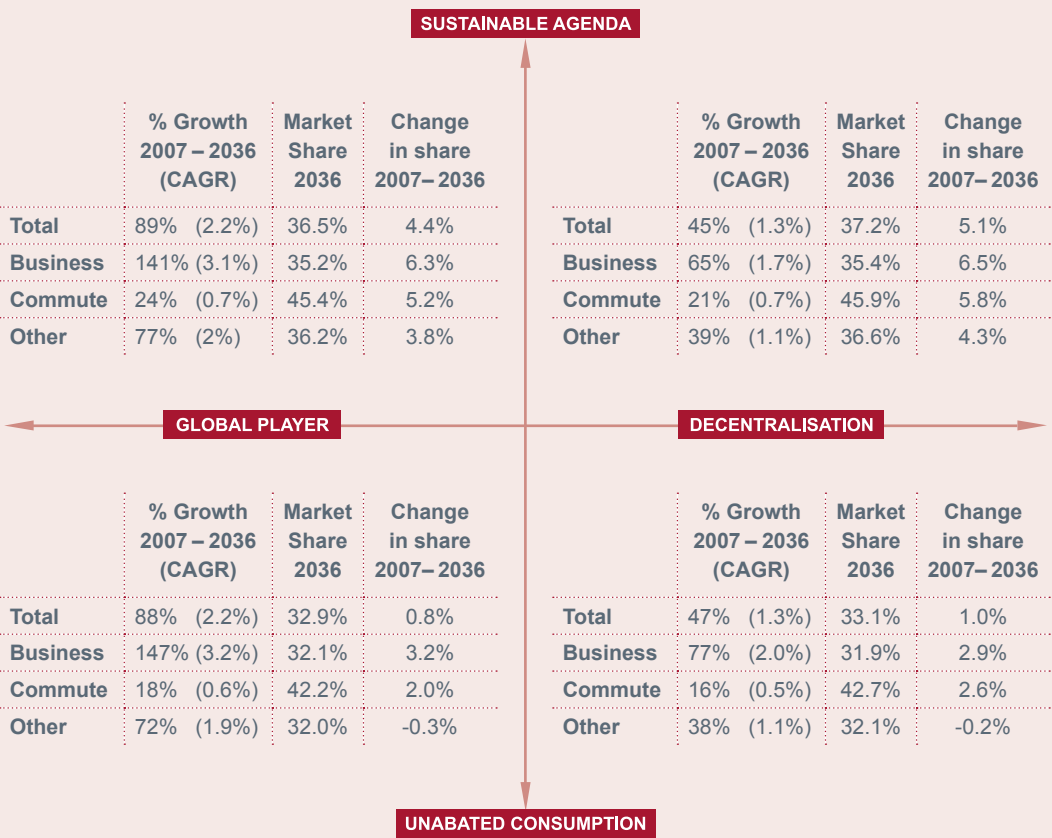 SUSTAINABLE AGENDA
% Growth Market Change
2007 – 2036 Share in share
(CAGR) 2036 2007– 2036
Total 89% (2.2%) 36.5% 4.4%
Business 141% (3.1%) 35.2% 6.3%
Commute 24% (0.7%) 45.4% 5.2%
Other 77% (2%) 36.2% 3.8%
% Growth Market Change
2007 – 2036 Share in share
(CAGR) 2036 2007– 2036
Total 45% (1.3%) 37.2% 5.1%
Business 65% (1.7%) 35.4% 6.5%
Commute 21% (0.7%) 45.9% 5.8%
Other 39% (1.1%) 36.6% 4.3%
GLOBAL PLAYER
DECENTRALISATION
% Growth Market Change
2007 – 2036 Share in share
(CAGR) 2036 2007– 2036
Total 88% (2.2%) 32.9% 0.8%
Business 147% (3.2%) 32.1% 3.2%
Commute 18% (0.6%) 42.2% 2.0%
Other 72% (1.9%) 32.0% -0.3%
% Growth Market Change
2007 – 2036 Share in share
(CAGR) 2036 2007– 2036
Total 47% (1.3%) 33.1% 1.0%
Business 77% (2.0%) 31.9% 2.9%
Commute 16% (0.5%) 42.7% 2.6%
Other 38% (1.1%) 32.1% -0.2%
UNABATED CONSUMPTION